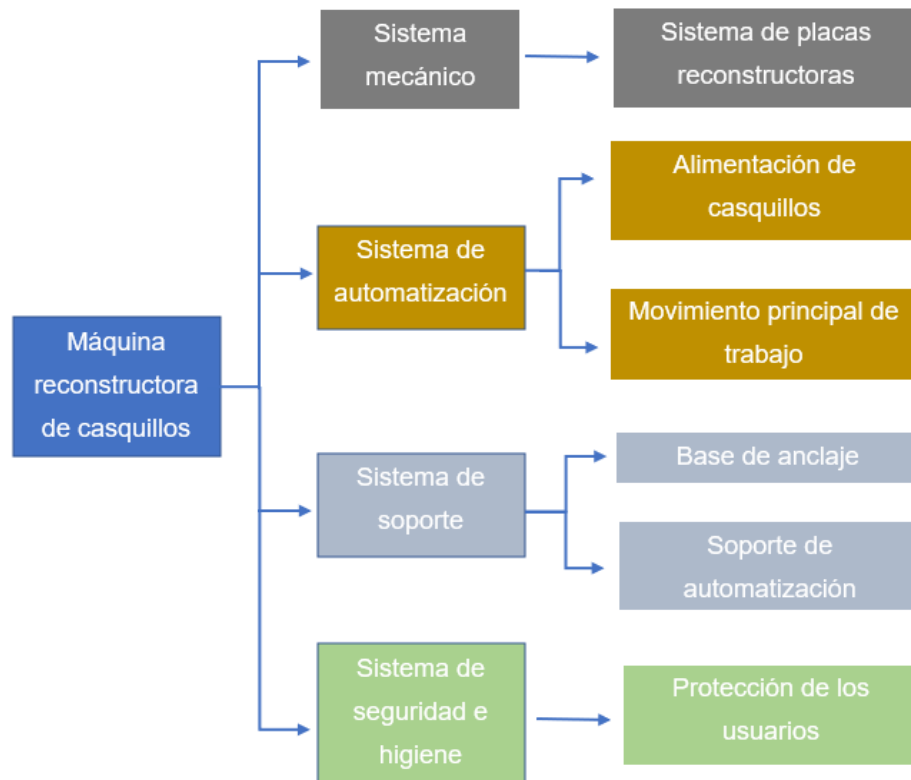 Sistema
mecánico
Sistema de placas
reconstructoras
Alimentación de
casquillos
Sistema de
automatización
Movimiento principal de
trabajo
Máquina
reconstructora
de casquillos
Base de anclaje
Sistema de
soporte
Soporte de
automatización
Sistema de
seguridad e
higiene
Protección de los
usuarios